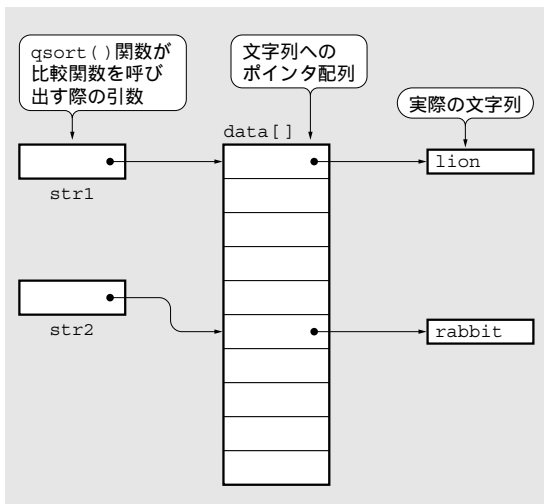 qsort()関数が
比較関数を呼び
出す際の引数
文字列への
ポインタ配列
実際の文字列
data[]
lion
str1
str2
rabbit